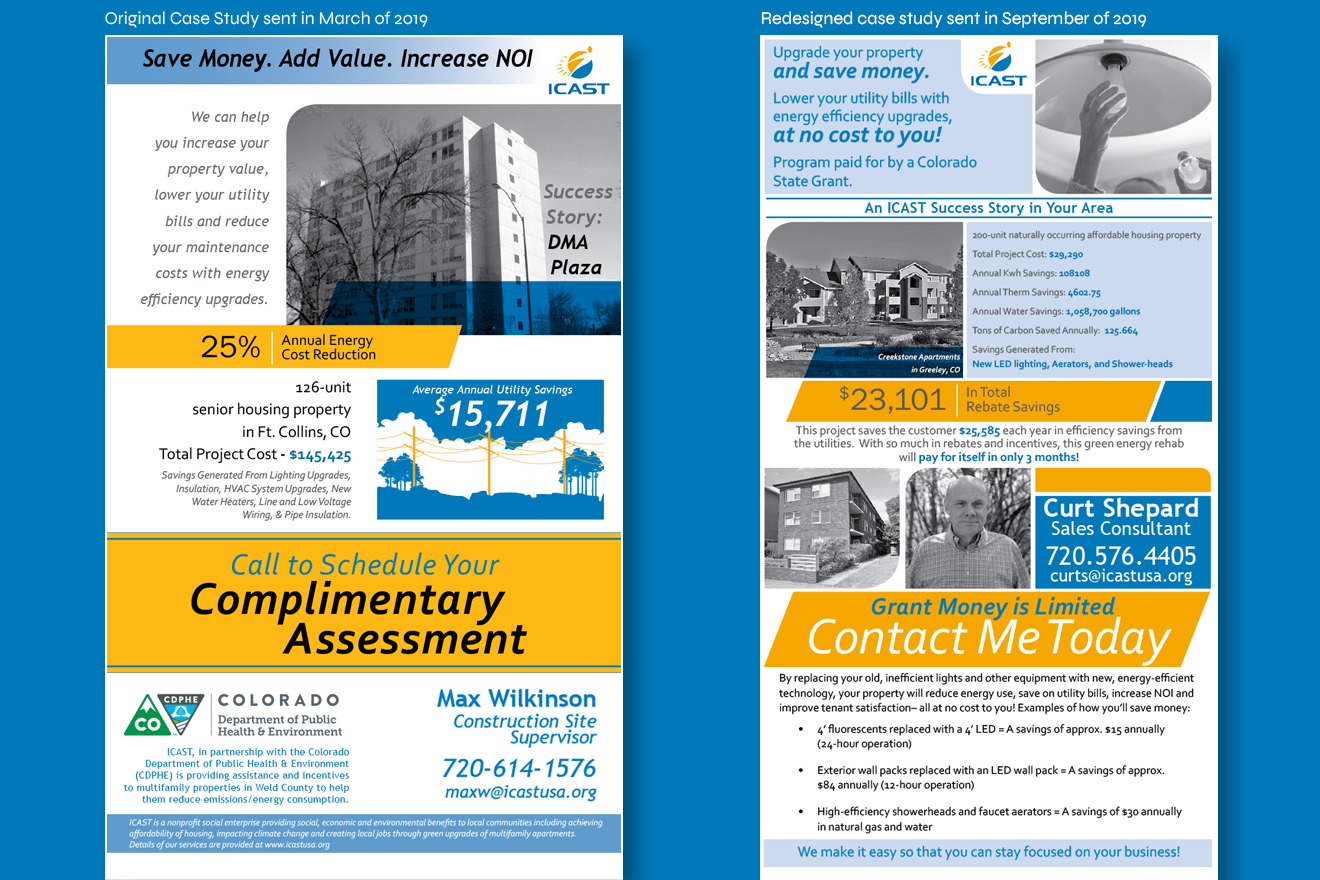 Original Case Study sent in March of 2019
Save Money. Add Value. Increase NOI
ICAST
We can help
you increase your
property value,
lower your utility
bills and reduce
your maintenance
costs with energy
efficiency upgrades.
Success
Story:
DMA
Plaza
25%
Annual Energy
Cost Reduction
126-unit
senior housing property
in Ft. Collins, CO
Total Project Cost - $145,425
Savings Generated From Lighting Upgrades,
Insulation, HVAC System Upgrades, New
Water Heaters, Line and Low Voltage
Wiring, & Pipe Insulation.
Average Annual Utility Savings
$15,711
Call to Schedule Your
Complimentary
Assessment
CO
CDPHE
COLORADO
Department of Public
Health & Environment
ICAST, in partnership with the Colorado
Department of Public Health & Environment
(CDPHE) is providing assistance and incentives
to multifamily properties in Weld County to help
them reduce emissions/energy consumption.
Max Wilkinson
Construction Site
Supervisor
720-614-1576
maxw@icastusa.org
ICAST is a nonprofit social enterprise providing social, economic and environmental benefits to local communities including achieving
affordability of housing, impacting climate change and creating local jobs through green upgrades of multifamily apartments.
Details of our services are provided at www.icastusa.org
Redesigned case study sent in September of 2019
Upgrade your property
and save money.
Lower your utility bills with
energy efficiency upgrades,
at no cost to you!
Program paid for by a Colorado
State Grant.
ICAST
An ICAST Success Story in Your Area
Creekstone Apartments
in Greeley, CO
200-unit naturally occurring affordable housing property
Total Project Cost: $29,290
Annual Kwh Savings: 108108
Annual Therm Savings: 4602.75
Annual Water Savings: 1,058,700 gallons
Tons of Carbon Saved Annually: 125.664
Savings Generated From:
New LED lighting, Aerators, and Shower-heads
$23,101
In Total
Rebate Savings
This project saves the customer $25,585 each year in efficiency savings from
the utilities. With so much in rebates and incentives, this green energy rehab
will pay for itself in only 3 months!
Curt Shepard
Sales Consultant
720.576.4405
curts@icastusa.org
Grant Money is Limited
Contact Me Today
By replacing your old, inefficient lights and other equipment with new, energy-efficient
technology, your property will reduce energy use, save on utility bills, increase NOI and
improve tenant satisfaction– all at no cost to you! Examples of how you'll save money:
• 4' fluorescents replaced with a 4' LED = A savings of approx. $15 annually
(24-hour operation)
• Exterior wall packs replaced with an LED wall pack = A savings of approx.
$84 annually (12-hour operation)
• High-efficiency showerheads and faucet aerators = A savings of $30 annually
in natural gas and water
We make it easy so that you can stay focused on your business!